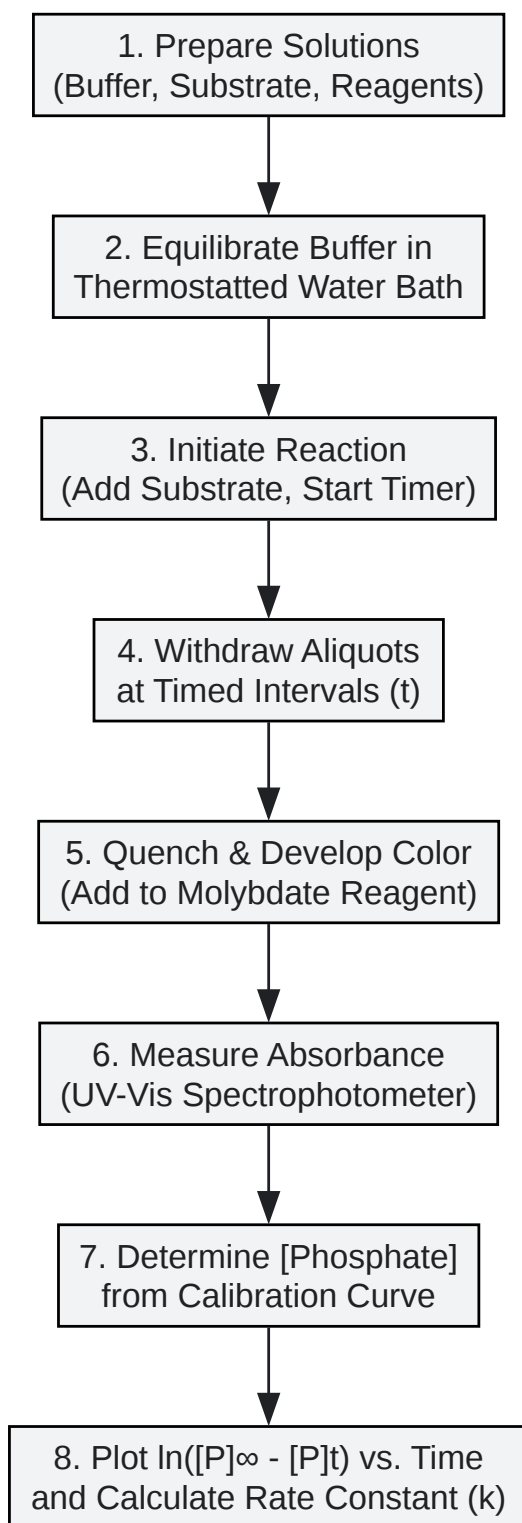 1. Prepare Solutions
(Buffer, Substrate, Reagents)
2. Equilibrate Buffer in
Thermostatted Water Bath
3. Initiate Reaction
(Add Substrate, Start Timer)
4. Withdraw Aliquots
at Timed Intervals (t)
5. Quench & Develop Color
(Add to Molybdate Reagent)
6. Measure Absorbance
(UV-Vis Spectrophotometer)
7. Determine [Phosphate]
from Calibration Curve
8. Plot ln([P]∞ - [P]t) vs. Time
and Calculate Rate Constant (k)